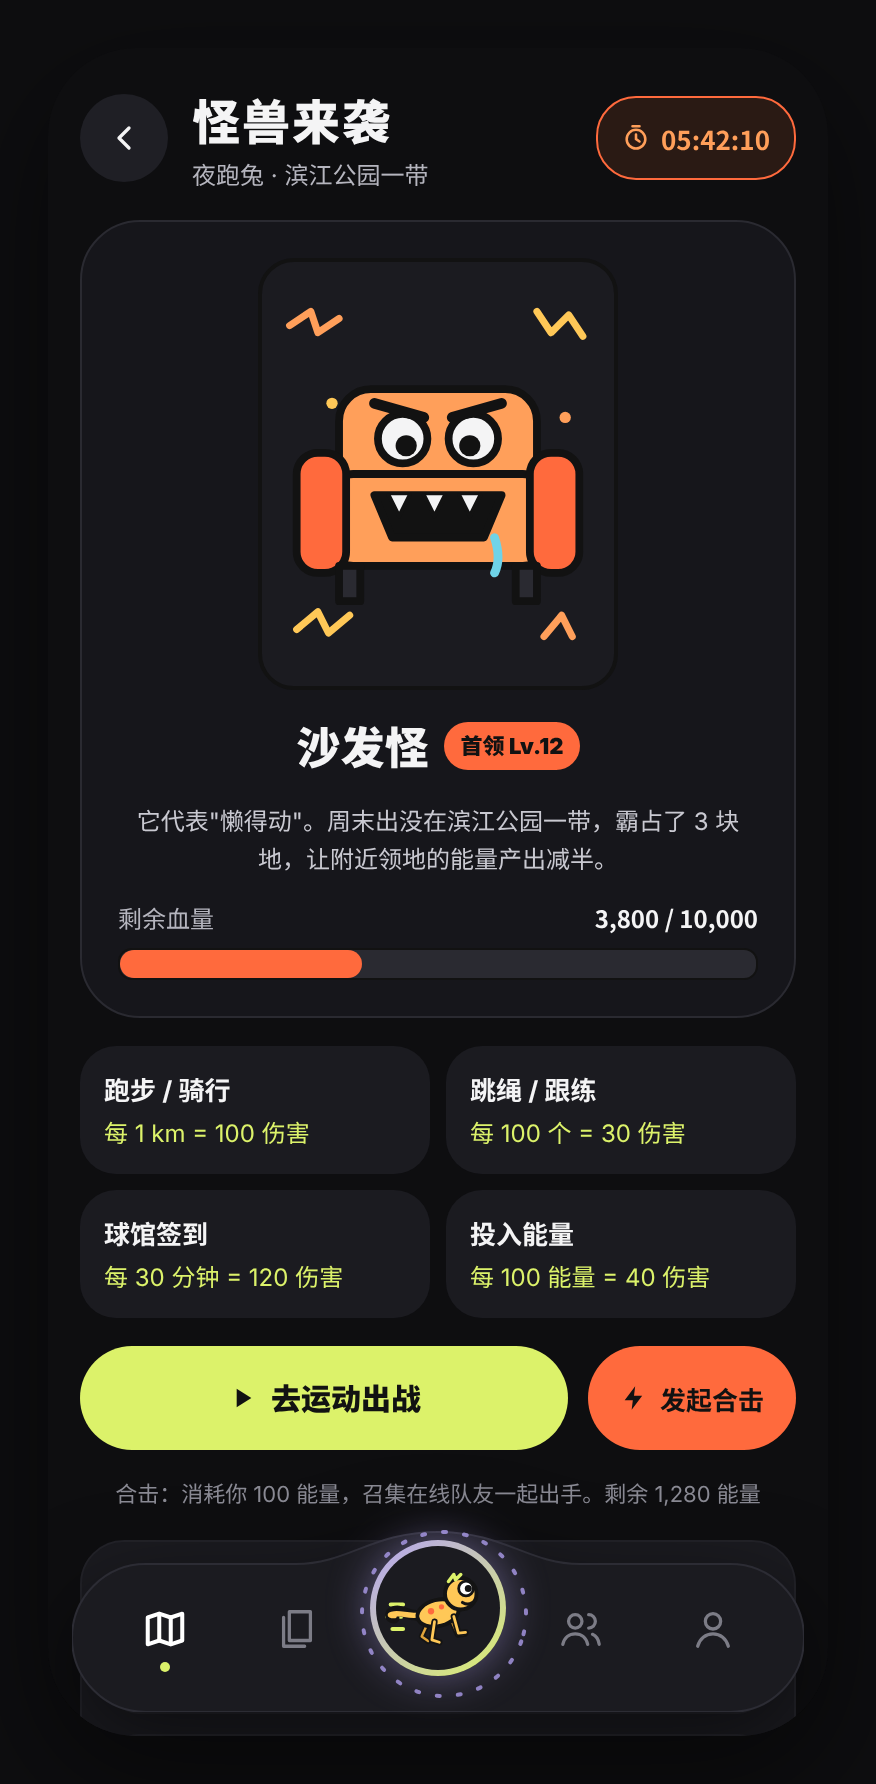 怪兽来袭
夜跑兔 · 滨江公园一带
05:42:10
沙发怪
首领 Lv.12
它代表"懒得动"。周末出没在滨江公园一带，霸占了 3 块
地，让附近领地的能量产出减半。
剩余血量
3,800 / 10,000
跑步 / 骑行
每 1 km = 100 伤害
跳绳 / 跟练
每 100 个 = 30 伤害
球馆签到
每 30 分钟 = 120 伤害
投入能量
每 100 能量 = 40 伤害
去运动出战
发起合击
合击：消耗你 100 能量，召集在线队友一起出手。剩余 1,280 能量